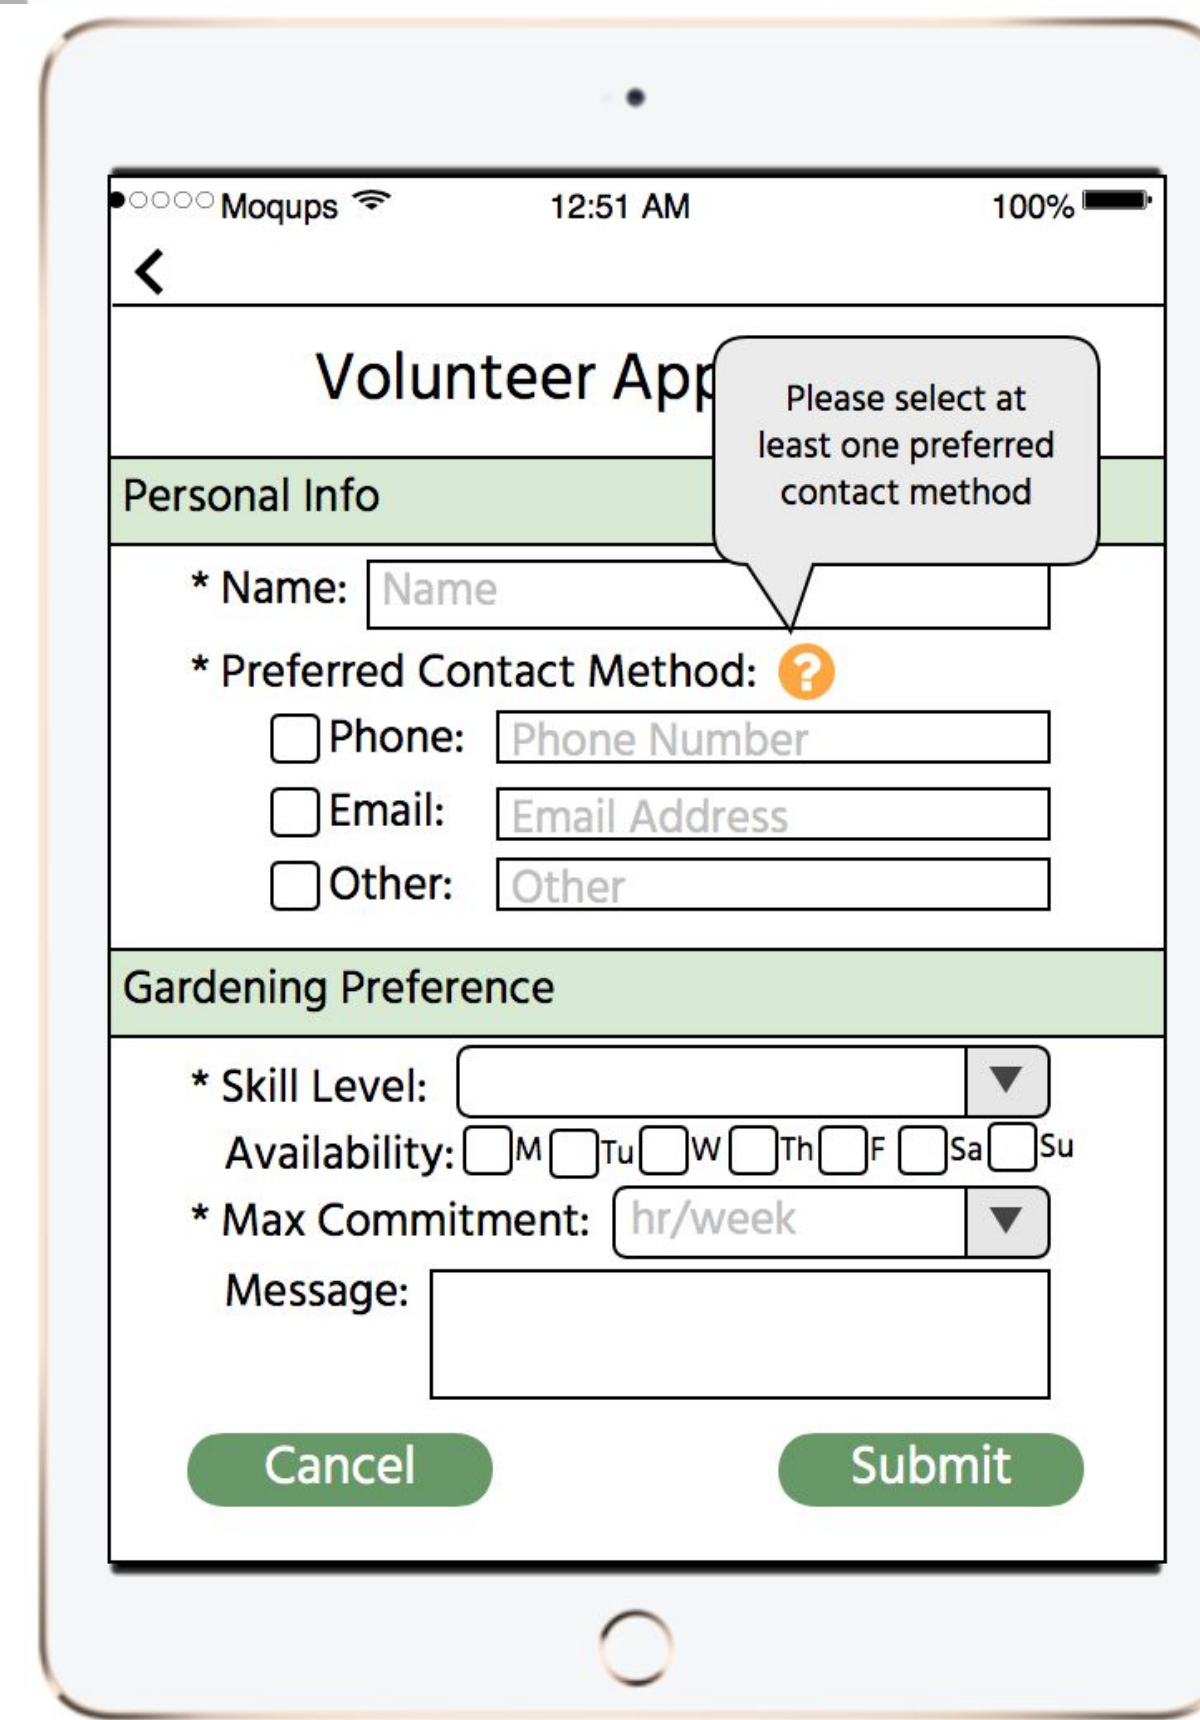 Moqups 12:51 AM 100%
Volunteer App
Please select at
least one preferred
contact method
Personal Info
* Name: Name
* Preferred Contact Method: ?
Phone: Phone Number
Email: Email Address
Other: Other
Gardening Preference
* Skill Level:
Availability: M Tu W Th F Sa Su
* Max Commitment: hr/week
Message:
Cancel Submit